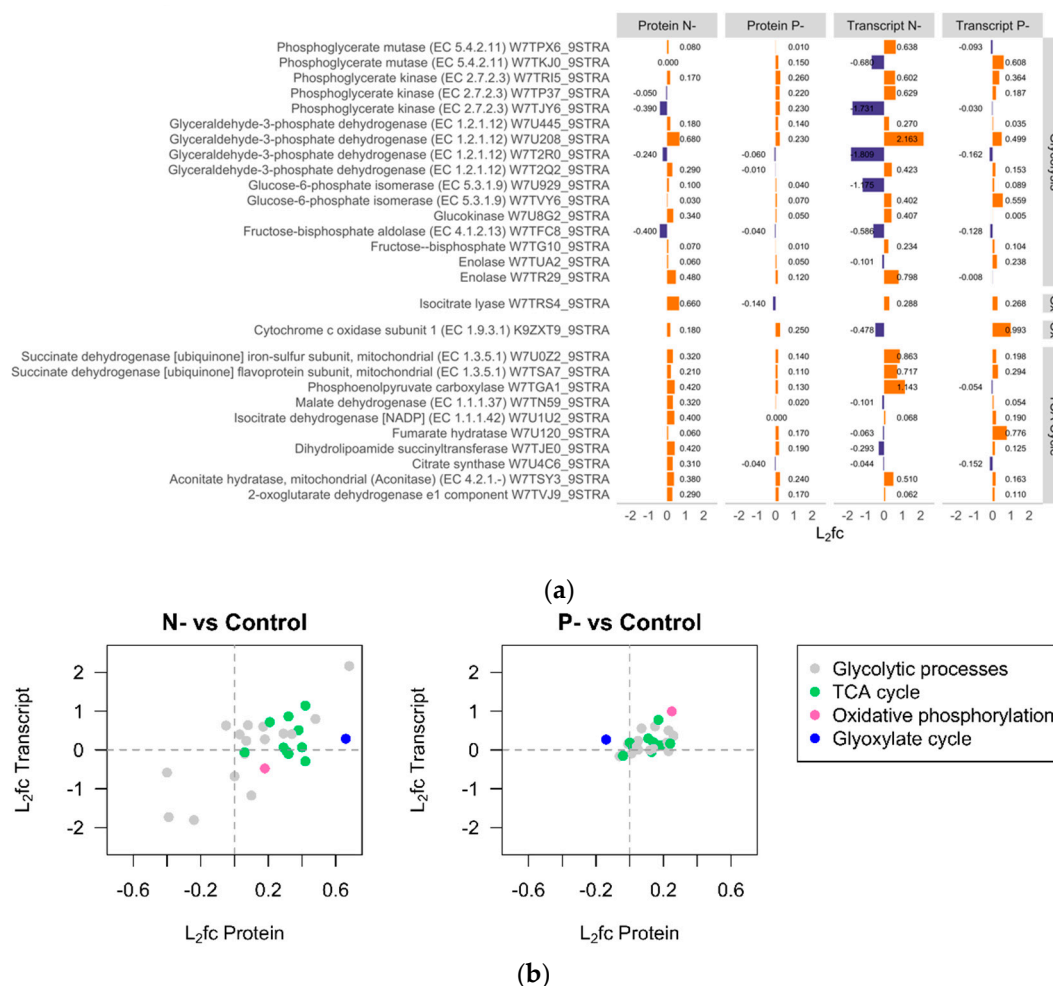 Protein N- Protein P- Transcript N- Transcript P-
Phosphoglycerate mutase (EC 5.4.2.11) W7TPX6_9STRA 0.080 0.010 0.638 -0.093
Phosphoglycerate mutase (EC 5.4.2.11) W7TKJ0_9STRA 0.000 0.150 -0.680 0.608
Phosphoglycerate kinase (EC 2.7.2.3) W7TRI5_9STRA 0.170 0.260 0.602 0.364
Phosphoglycerate kinase (EC 2.7.2.3) W7TP37_9STRA -0.050 0.220 0.629 0.187
Phosphoglycerate kinase (EC 2.7.2.3) W7TJY6_9STRA -0.390 0.230 -1.731 -0.030
Glyceraldehyde-3-phosphate dehydrogenase (EC 1.2.1.12) W7U445_9STRA 0.180 0.140 0.270 0.035
Glyceraldehyde-3-phosphate dehydrogenase (EC 1.2.1.12) W7U208_9STRA 0.680 0.230 2.163 0.499
Glyceraldehyde-3-phosphate dehydrogenase (EC 1.2.1.12) W7T2R0_9STRA -0.240 -0.060 -1.809 -0.162
Glyceraldehyde-3-phosphate dehydrogenase (EC 1.2.1.12) W7T2Q2_9STRA 0.290 -0.010 0.423 0.153
Glucose-6-phosphate isomerase (EC 5.3.1.9) W7U929_9STRA 0.100 0.040 -1.175 0.089
Glucose-6-phosphate isomerase (EC 5.3.1.9) W7TVY6_9STRA 0.030 0.070 0.402 0.559
Glucokinase W7U8G2_9STRA 0.340 0.050 0.407 0.005
Fructose-bisphosphate aldolase (EC 4.1.2.13) W7TFC8_9STRA -0.400 -0.040 -0.586 -0.128
Fructose--bisphosphate W7TG10_9STRA 0.070 0.010 0.234 0.104
Enolase W7TUA2_9STRA 0.060 0.050 -0.101 0.238
Enolase W7TR29_9STRA 0.480 0.120 0.798 -0.008
Isocitrate lyase W7TRS4_9STRA 0.660 -0.140 0.288 0.268
Cytochrome c oxidase subunit 1 (EC 1.9.3.1) K9ZXT9_9STRA 0.180 0.250 -0.478 0.993
Succinate dehydrogenase [ubiquinone] iron-sulfur subunit, mitochondrial (EC 1.3.5.1) W7U0Z2_9STRA 0.320 0.140 0.863 0.198
Succinate dehydrogenase [ubiquinone] flavoprotein subunit, mitochondrial (EC 1.3.5.1) W7TSA7_9STRA 0.210 0.110 0.717 0.294
Phosphoenolpyruvate carboxylase W7TGA1_9STRA 0.420 0.130 1.143 -0.054
Malate dehydrogenase (EC 1.1.1.37) W7TN59_9STRA 0.320 0.020 -0.101 0.054
Isocitrate dehydrogenase [NADP] (EC 1.1.1.42) W7U1U2_9STRA 0.400 0.000 0.068 0.190
Fumarate hydratase W7U120_9STRA 0.060 0.170 -0.063 0.776
Dihydrolipoamide succinyltransferase W7TJE0_9STRA 0.420 0.190 -0.293 0.125
Citrate synthase W7U4C6_9STRA 0.310 -0.040 -0.044 -0.152
Aconitate hydratase, mitochondrial (Aconitase) (EC 4.2.1.-) W7TSY3_9STRA 0.380 0.240 0.510 0.163
2-oxoglutarate dehydrogenase e1 component W7TVJ9_9STRA 0.290 0.170 0.062 0.110
-2 -1 0 1 2 -2 -1 0 1 2 -2 -1 0 1 2 -2 -1 0 1 2
L2fc
(a)
N- vs Control
2
1
0
-1
-2
L2fc Transcript
-0.6 -0.2 0.2 0.6
L2fc Protein
P- vs Control
2
1
0
-1
-2
L2fc Transcript
-0.6 -0.2 0.2 0.6
L2fc Protein
Glycolytic processes
TCA cycle
Oxidative phosphorylation
Glyoxylate cycle
(b)